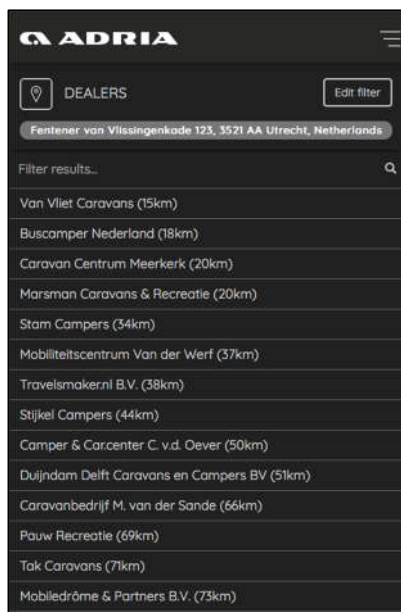 ADRIA
DEALERS
Edit filter
Fentener van Vlissingenkade 123, 3521 AA Utrecht, Netherlands
Filter results...
Van Vliet Caravans (15km)
Buscamper Nederland (18km)
Caravan Centrum Meerkerk (20km)
Marsman Caravans & Recreatie (20km)
Stam Campers (34km)
Mobiliteitscentrum Van der Werf (37km)
Travelsmaker.nl B.V. (38km)
Stijkel Campers (44km)
Camper & Car.center C. v.d. Oever (50km)
Duijndam Delft Caravans en Campers BV (51km)
Caravanbedrijf M. van der Sande (66km)
Pauw Recreatie (69km)
Tak Caravans (71km)
Mobiledrôme & Partners B.V. (73km)